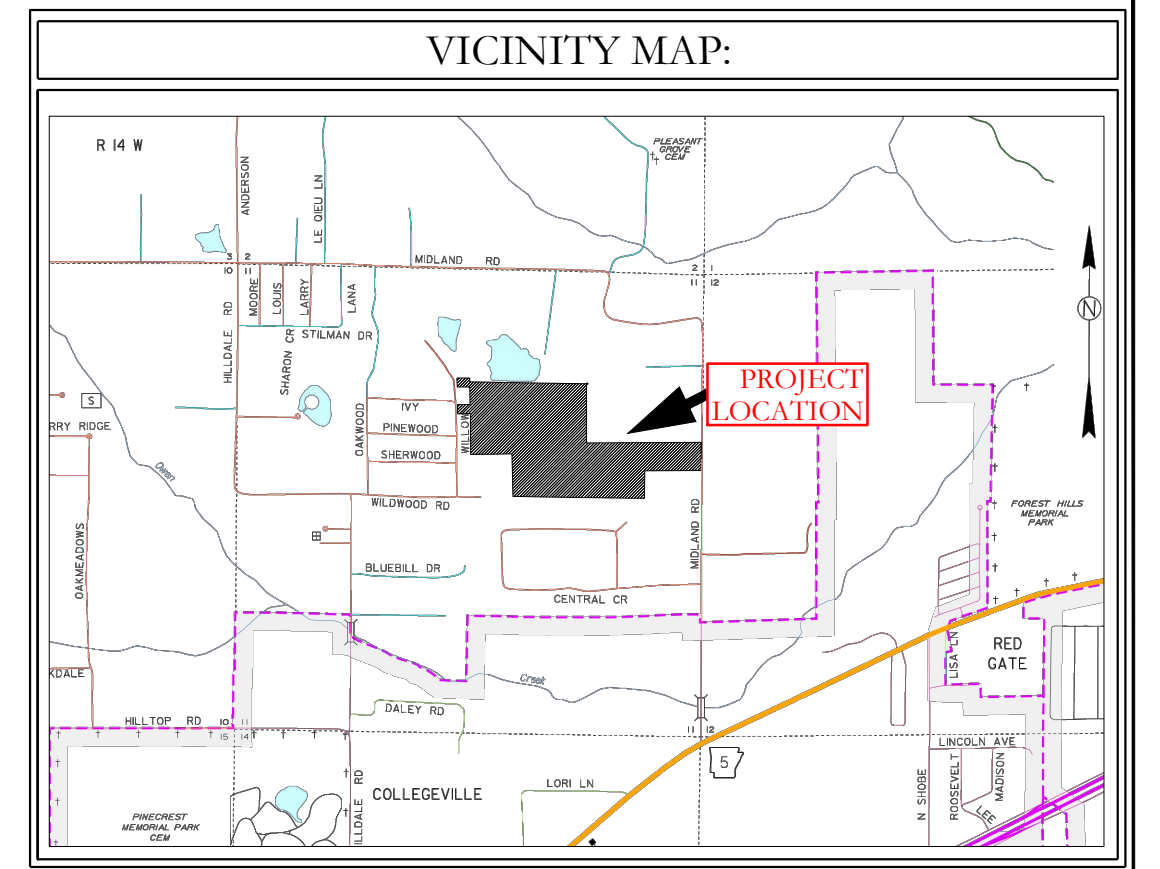 VICINITY MAP:
R 14 W
ANDERSON
LE QIEU LN
PLEASANT
GROVE
CEM
3 2
10 11
MIDLAND RD
2 1
11 12
HILLDALE RD
MOORE
LOUIS
LARRY
LANA
STILMAN DR
SHARON CR
N
PROJECT
LOCATION
S
RRY RIDGE
OAKWOOD
IVY
PINEWOOD
SHERWOOD
WILLOW
WILDWOOD RD
Owen
OAKMEADOWS
MIDLAND RD
FOREST HILLS
MEMORIAL
PARK
BLUEBILL DR
CENTRAL CR
LISA LN
RED
GATE
KDALE
Creek
DALEY RD
HILLTOP RD
10 11
15 14
11 12
5
LINCOLN AVE
ILLDALE RD
COLLEGEVILLE
LORI LN
N SHOBE
ROOSEVELT
MADISON
LEE
PINECREST
MEMORIAL PARK
CEM